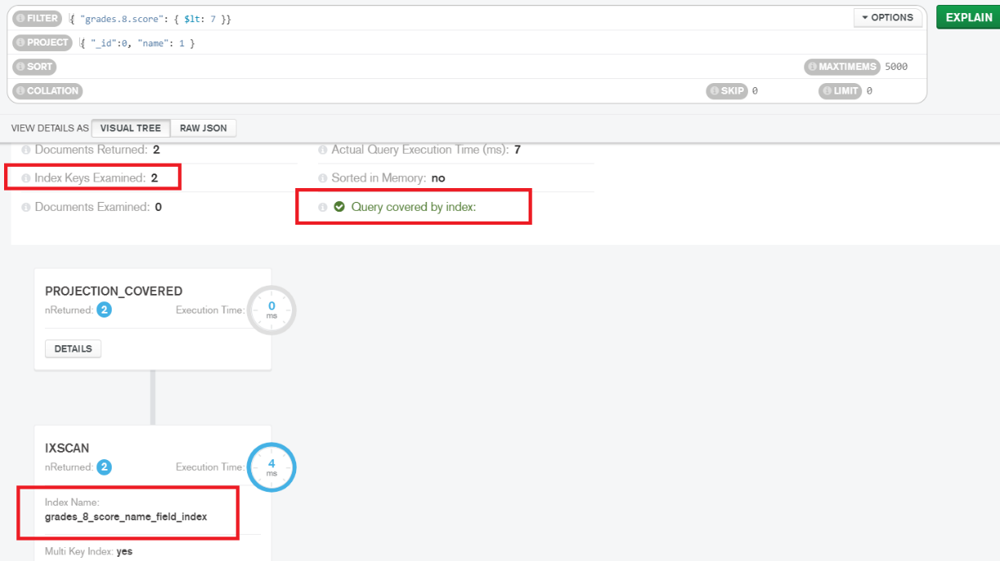 FILTER { "grades.8.score": { $lt: 7 }} OPTIONS EXPLAIN
PROJECT { "_id":0, "name": 1 }
SORT MAXTIMEMS 5000
COLLATION SKIP 0 LIMIT 0
VIEW DETAILS AS VISUAL TREE RAW JSON
Documents Returned: 2 Actual Query Execution Time (ms): 7
Index Keys Examined: 2 Sorted in Memory: no
Documents Examined: 0 Query covered by index:
PROJECTION_COVERED
nReturned: 2 Execution Time: 0 ms
DETAILS
IXSCAN
nReturned: 2 Execution Time: 4 ms
Index Name:
grades_8_score_name_field_index
Multi Key Index: yes